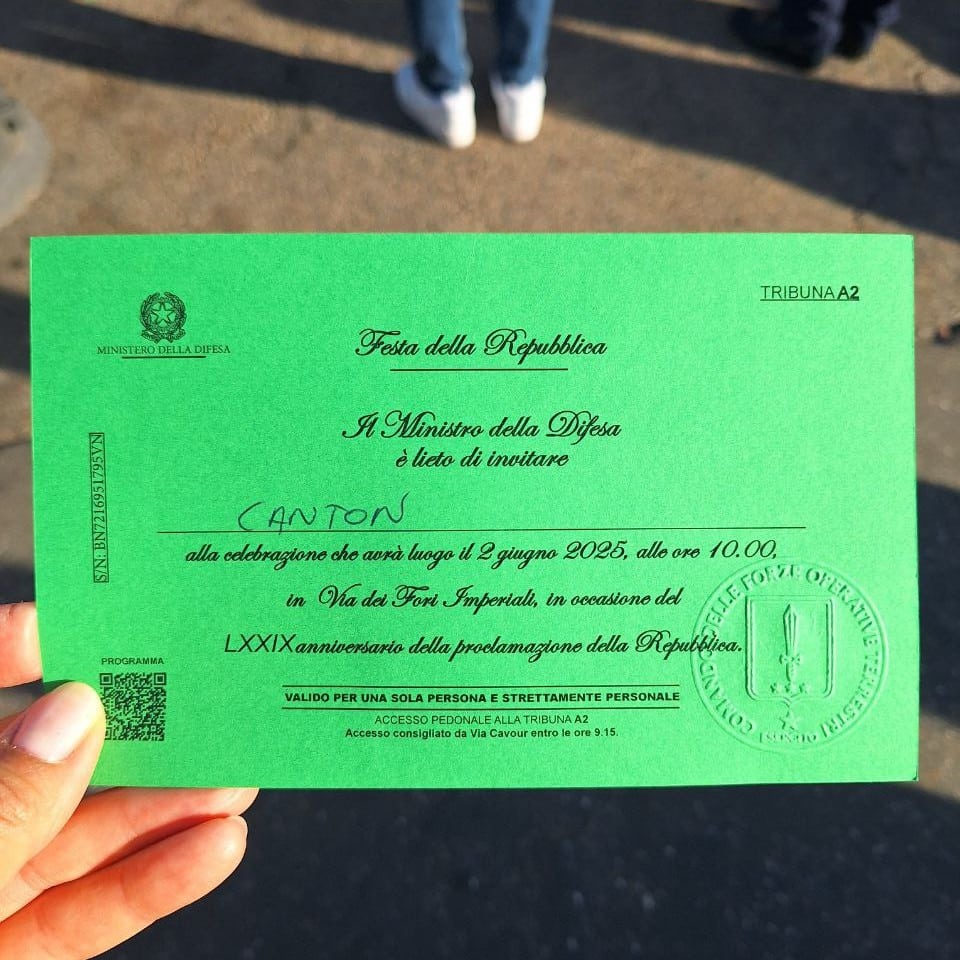 TRIBUNA A2
MINISTERO DELLA DIFESA
Festa della Repubblica
Il Ministro della Difesa
è lieto di invitare
CANTON
alla celebrazione che avrà luogo il 2 giugno 2025, alle ore 10.00,
in Via dei Fori Imperiali, in occasione del
LXXIX anniversario della proclamazione della Repubblica.
S/N: BN7216951795VN
PROGRAMMA
VALIDO PER UNA SOLA PERSONA E STRETTAMENTE PERSONALE
ACCESSO PEDONALE ALLA TRIBUNA A2
Accesso consigliato da Via Cavour entro le ore 9.15.
COMANDO DELLE FORZE OPERATIVE TERRESTRI